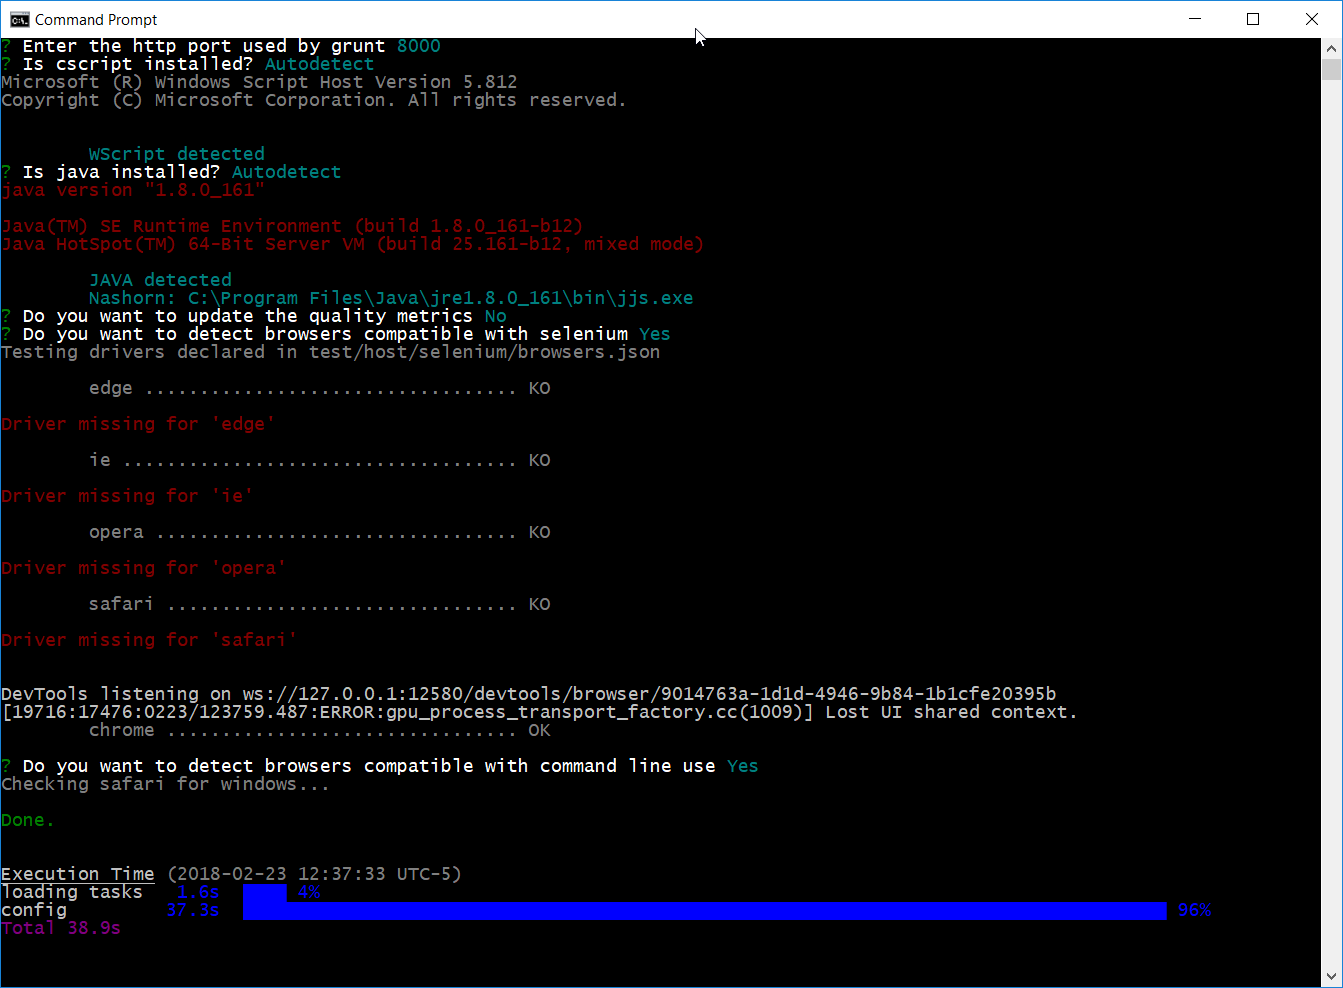 Command Prompt
? Enter the http port used by grunt 8000
? Is cscript installed? Autodetect
Microsoft (R) Windows Script Host Version 5.812
Copyright (C) Microsoft Corporation. All rights reserved.
WScript detected
? Is java installed? Autodetect
java version "1.8.0_161"
Java(TM) SE Runtime Environment (build 1.8.0_161-b12)
Java HotSpot(TM) 64-Bit Server VM (build 25.161-b12, mixed mode)
JAVA detected
Nashorn: C:\Program Files\Java\jre1.8.0_161\bin\jjs.exe
? Do you want to update the quality metrics No
? Do you want to detect browsers compatible with selenium Yes
Testing drivers declared in test/host/selenium/browsers.json
edge .................................. KO
Driver missing for 'edge'
ie .................................... KO
Driver missing for 'ie'
opera ................................. KO
Driver missing for 'opera'
safari ................................ KO
Driver missing for 'safari'
DevTools listening on ws://127.0.0.1:12580/devtools/browser/9014763a-1d1d-4946-9b84-1b1cfe20395b
[19716:17476:0223/123759.487:ERROR:gpu_process_transport_factory.cc(1009)] Lost UI shared context.
chrome ................................ OK
? Do you want to detect browsers compatible with command line use Yes
Checking safari for windows...
Done.
Execution Time (2018-02-23 12:37:33 UTC-5)
loading tasks 1.6s 4%
config 37.3s 96%
Total 38.9s